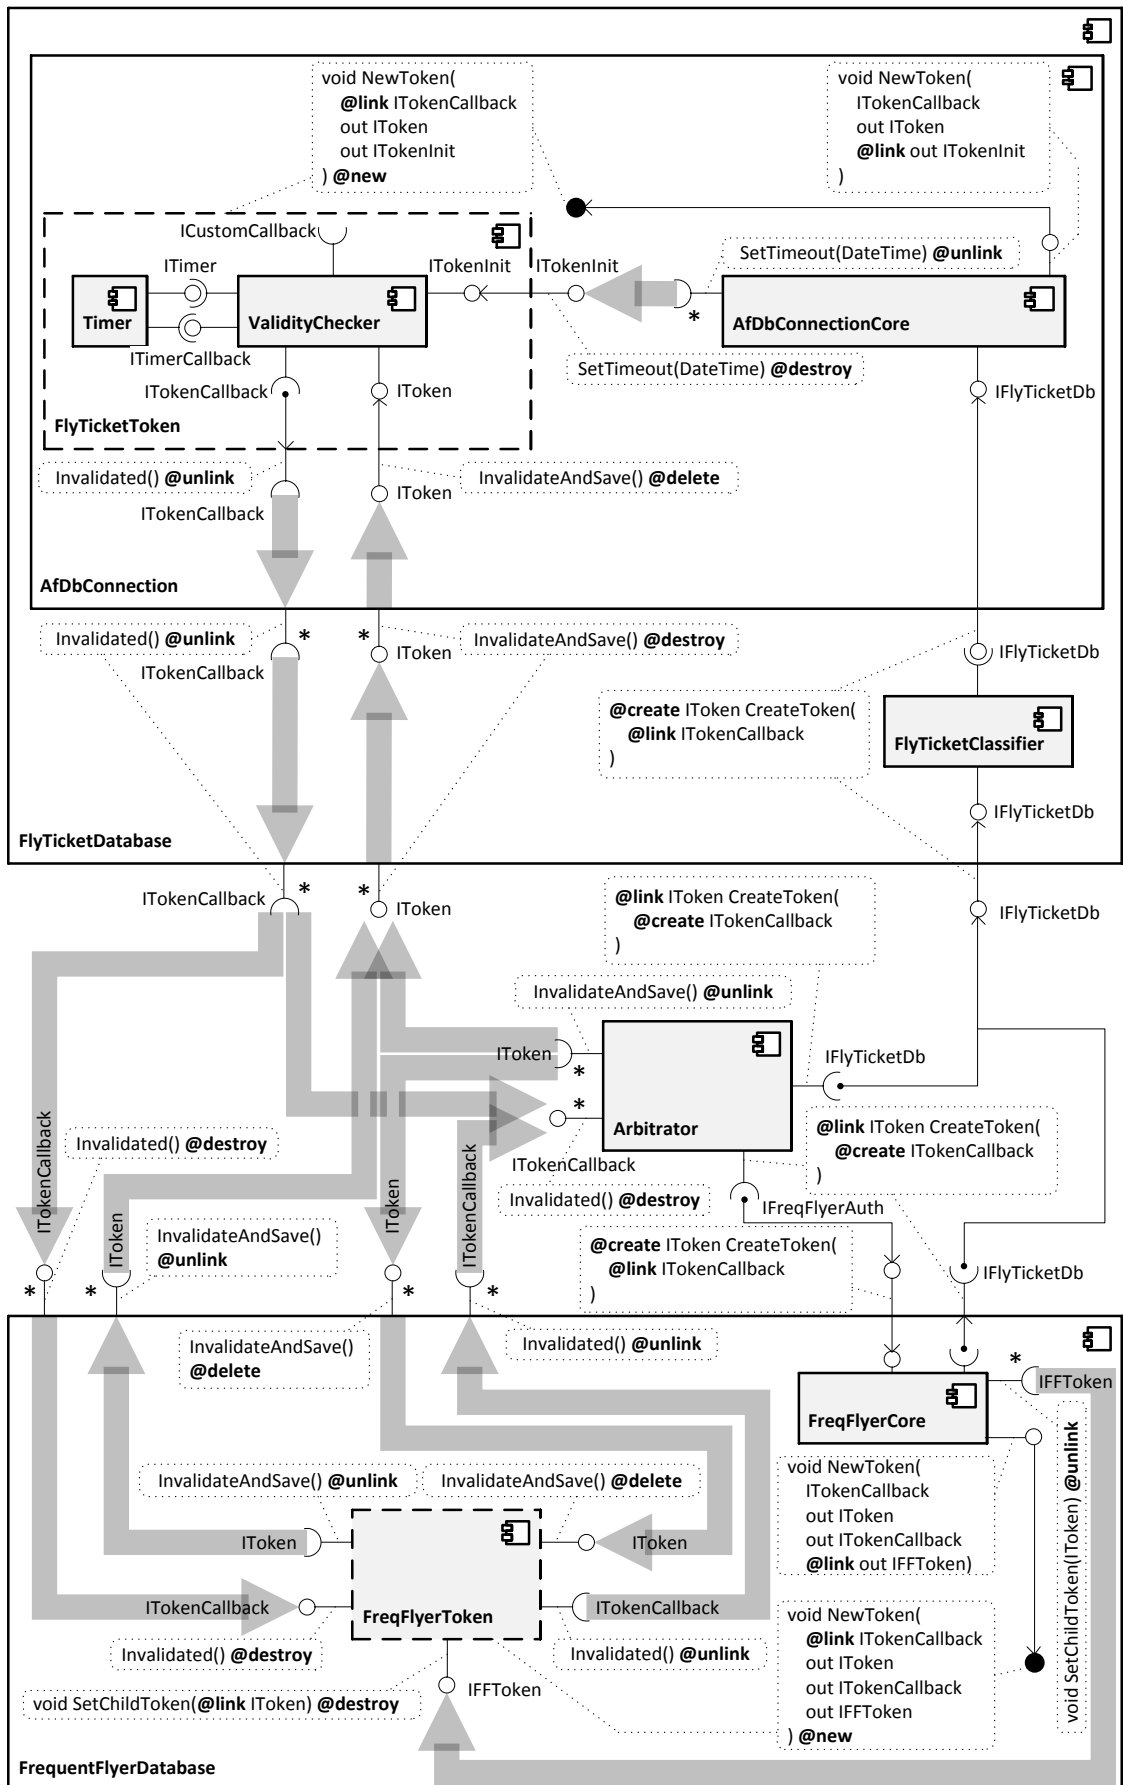 void NewToken(
@link ITokenCallback
out IToken
out ITokenInit
) @new
void NewToken(
ITokenCallback
out IToken
@link out ITokenInit
)
ICustomCallback
ITimer
ITokenInit
ITokenInit
SetTimeout(DateTime) @unlink
*
Timer
ValidityChecker
AfDbConnectionCore
ITimerCallback
SetTimeout(DateTime) @destroy
ITokenCallback
IToken
IFlyTicketDb
FlyTicketToken
Invalidated() @unlink
InvalidateAndSave() @delete
ITokenCallback
IToken
AfDbConnection
Invalidated() @unlink
*
*
InvalidateAndSave() @destroy
ITokenCallback
IToken
IFlyTicketDb
@create IToken CreateToken(
@link ITokenCallback
)
FlyTicketClassifier
IFlyTicketDb
FlyTicketDatabase
ITokenCallback
*
*
IToken
@link IToken CreateToken(
@create ITokenCallback
)
IFlyTicketDb
InvalidateAndSave() @unlink
IToken
*
IFlyTicketDb
*
Arbitrator
@link IToken CreateToken(
@create ITokenCallback
)
ITokenCallback
Invalidated() @destroy
ITokenCallback
IToken
IToken
ITokenCallback
Invalidated() @destroy
IFreqFlyerAuth
InvalidateAndSave()
@unlink
@create IToken CreateToken(
@link ITokenCallback
)
IFlyTicketDb
*
*
*
*
InvalidateAndSave()
@delete
Invalidated() @unlink
*
IFFToken
FreqFlyerCore
InvalidateAndSave() @unlink
InvalidateAndSave() @delete
void NewToken(
ITokenCallback
out IToken
out ITokenCallback
@link out IFFToken)
void SetChildToken(IToken) @unlink
IToken
IToken
ITokenCallback
FreqFlyerToken
ITokenCallback
Invalidated() @destroy
Invalidated() @unlink
void NewToken(
@link ITokenCallback
out IToken
out ITokenCallback
out IFFToken
) @new
IFFToken
void SetChildToken(@link IToken) @destroy
FrequentFlyerDatabase